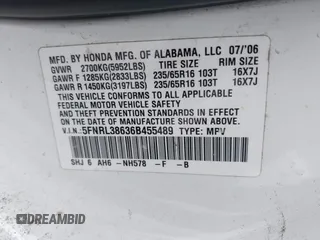 MFD. BY HONDA MFG. OF ALABAMA, LLC 07/'06
GVWR 2700KG(5952LBS) TIRE SIZE RIM SIZE
GAWR F 1285KG(2833LBS) 235/65R16 103T 16X7J
GAWR R 1450KG(3197LBS) 235/65R16 103T 16X7J
THIS VEHICLE CONFORMS TO ALL APPLICABLE
FEDERAL MOTOR VEHICLE SAFETY AND THEFT
PREVENTION STANDARDS IN EFFECT ON THE DATE
OF MANUFACTURE SHOWN ABOVE.
V.I.N: 5FNRL38636B455489 TYPE: MPV
SHJ 6 AH6 -NH578 -F -B
DREAMBID